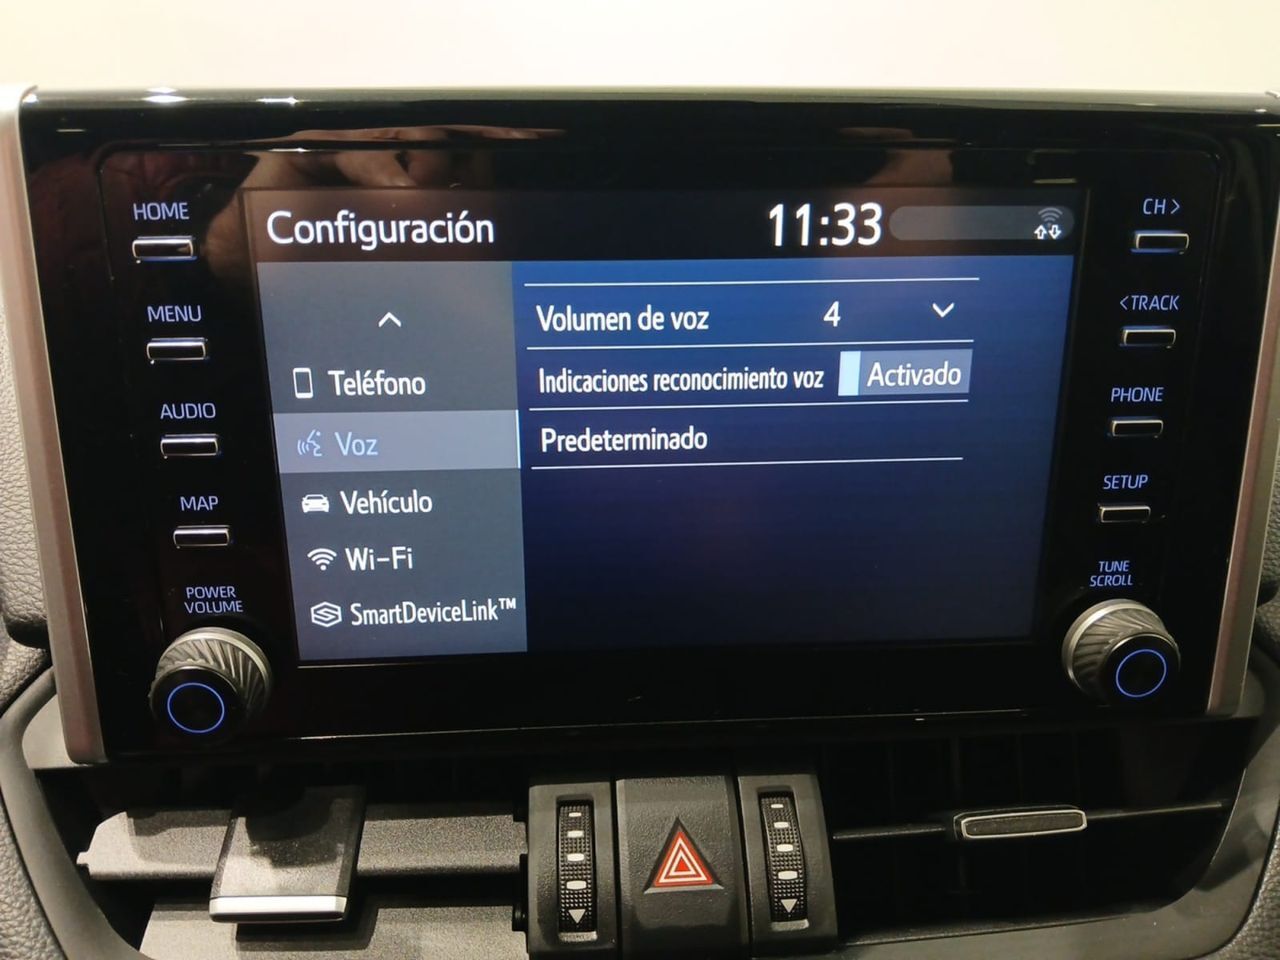 HOME
MENU
AUDIO
MAP
POWER
VOLUME
Configuración
11:33
Teléfono
Voz
Vehículo
Wi-Fi
SmartDeviceLink™
Volumen de voz 4
Indicaciones reconocimiento voz Activado
Predeterminado
CH >
< TRACK
PHONE
SETUP
TUNE
SCROLL